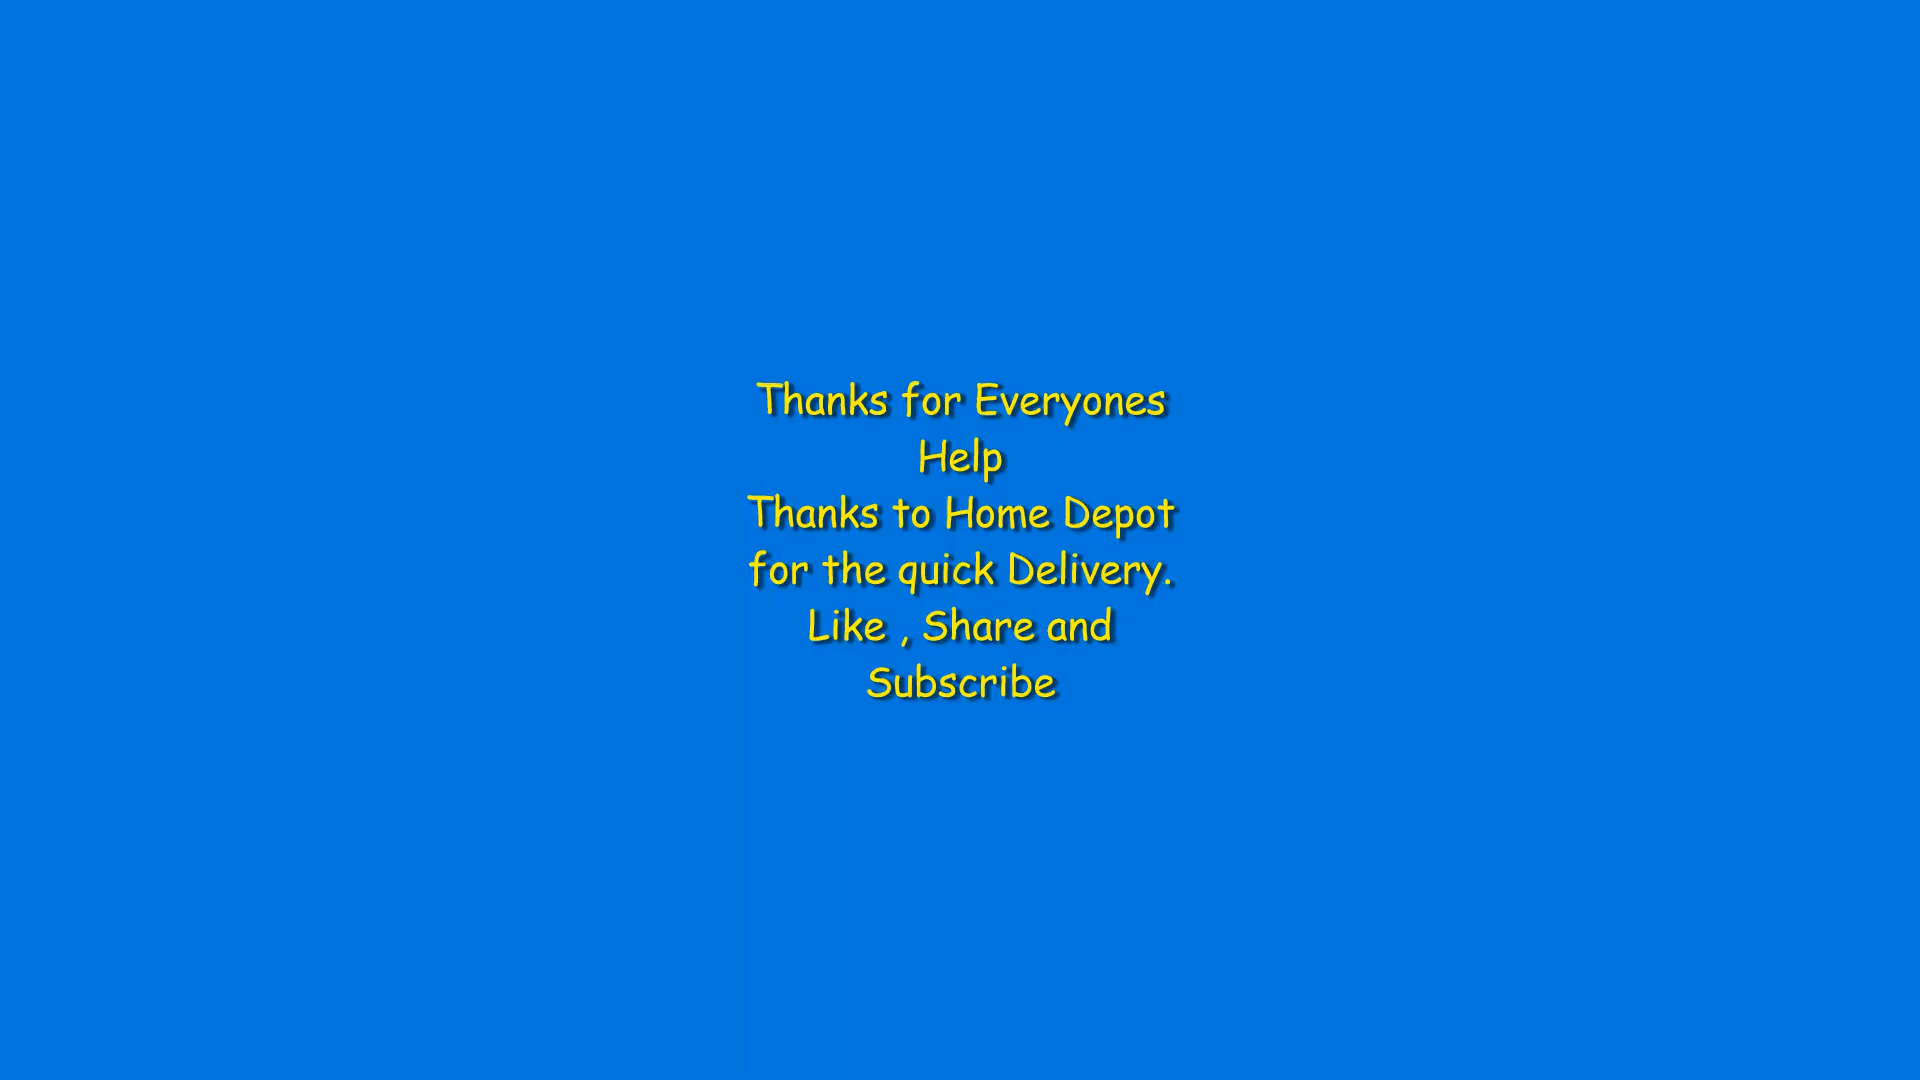 Thanks for Everyones
Help
Thanks to Home Depot
for the quick Delivery.
Like , Share and
Subscribe